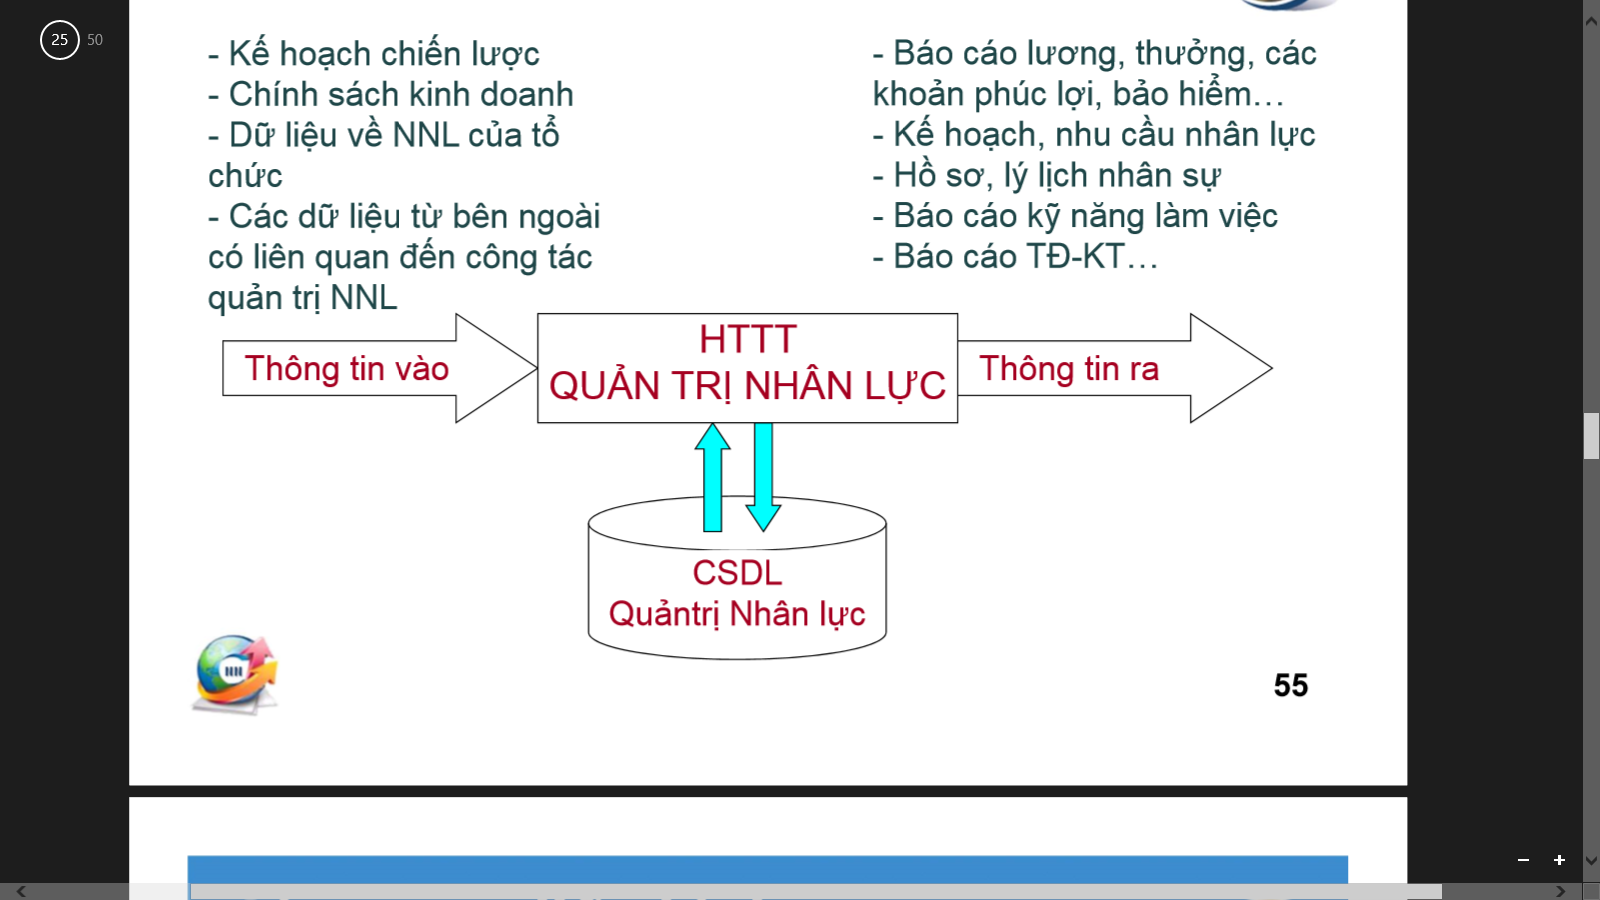 25 50
- Kế hoạch chiến lược
- Chính sách kinh doanh
- Dữ liệu về NNL của tổ
chức
- Các dữ liệu từ bên ngoài
có liên quan đến công tác
quản trị NNL
- Báo cáo lương, thưởng, các
khoản phúc lợi, bảo hiểm…
- Kế hoạch, nhu cầu nhân lực
- Hồ sơ, lý lịch nhân sự
- Báo cáo kỹ năng làm việc
- Báo cáo TĐ-KT…
Thông tin vào
HTTT
QUẢN TRỊ NHÂN LỰC
Thông tin ra
CSDL
Quảntrị Nhân lực
55